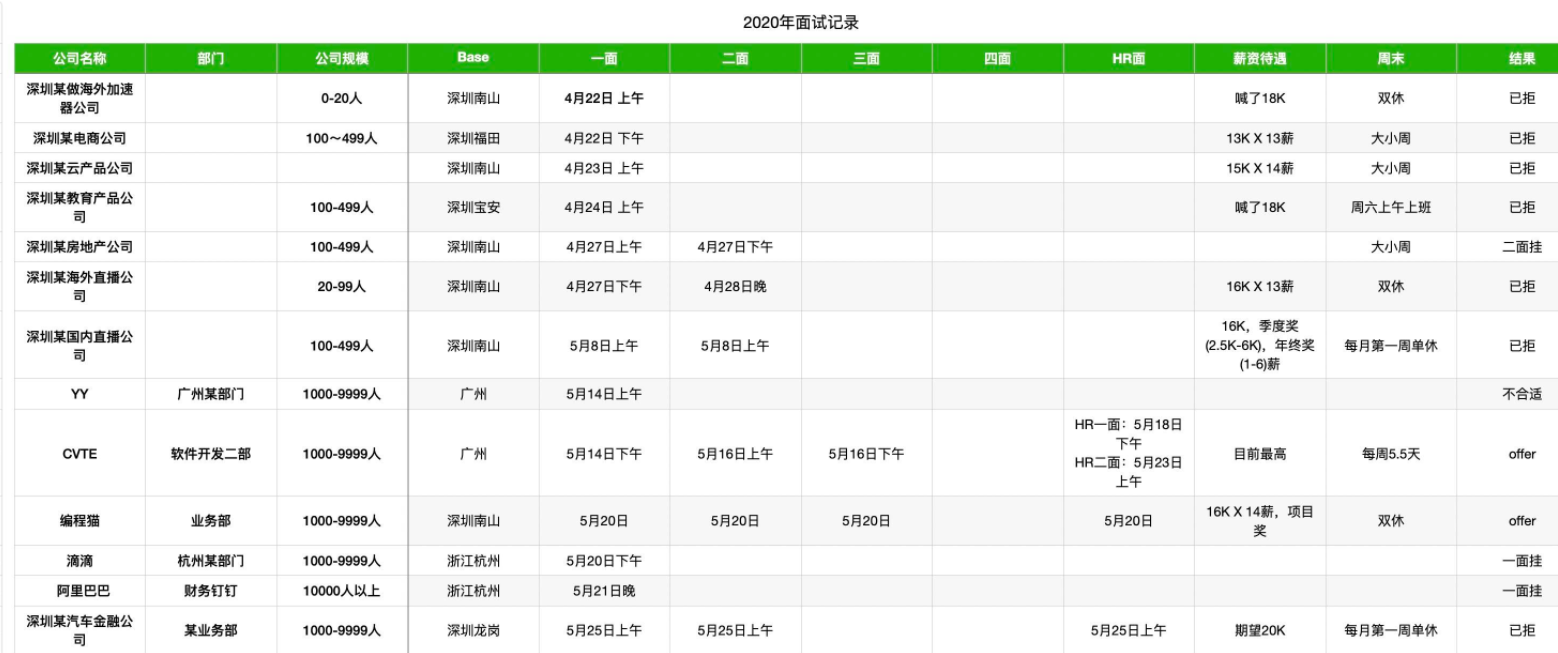 2020年面试记录
公司名称 部门 公司规模 Base 一面 二面 三面 四面 HR面 薪资待遇 周末 结果
深圳某做海外加速器公司 0-20人 深圳南山 4月22日 上午 喊了18K 双休 已拒
深圳某电商公司 100～499人 深圳福田 4月22日 下午 13K X 13薪 大小周 已拒
深圳某云产品公司 深圳南山 4月23日 上午 15K X 14薪 大小周 已拒
深圳某教育产品公司 100-499人 深圳宝安 4月24日 上午 喊了18K 周六上午上班 已拒
深圳某房地产公司 100-499人 深圳南山 4月27日上午 4月27日下午 大小周 二面挂
深圳某海外直播公司 20-99人 深圳南山 4月27日下午 4月28日晚 16K X 13薪 双休 已拒
深圳某国内直播公司 100-499人 深圳南山 5月8日上午 5月8日上午 16K，季度奖(2.5K-6K)，年终奖(1-6)薪 每月第一周单休 已拒
YY 广州某部门 1000-9999人 广州 5月14日上午 不合适
CVTE 软件开发二部 1000-9999人 广州 5月14日下午 5月16日上午 5月16日下午 HR一面：5月18日下午 HR二面：5月23日上午 目前最高 每周5.5天 offer
编程猫 业务部 1000-9999人 深圳南山 5月20日 5月20日 5月20日 5月20日 16K X 14薪，项目奖 双休 offer
滴滴 杭州某部门 1000-9999人 浙江杭州 5月20日下午 一面挂
阿里巴巴 财务钉钉 10000人以上 浙江杭州 5月21日晚 一面挂
深圳某汽车金融公司 某业务部 1000-9999人 深圳龙岗 5月25日上午 5月25日上午 5月25日上午 期望20K 每月第一周单休 已拒